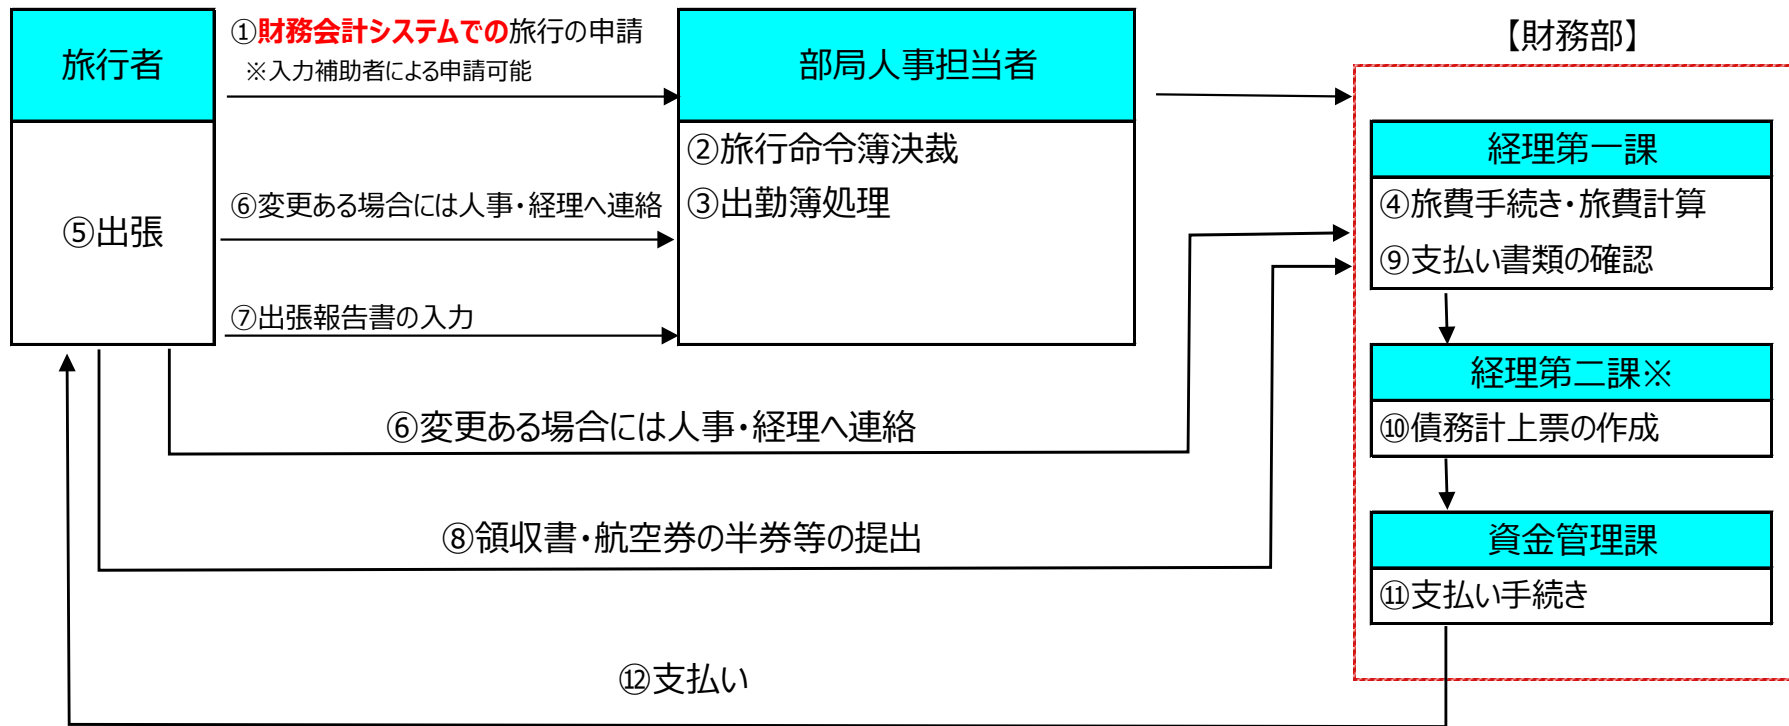 旅行者
⑤出張
①財務会計システムでの旅行の申請
※入力補助者による申請可能
⑥変更ある場合には人事・経理へ連絡
⑦出張報告書の入力
部局人事担当者
②旅行命令簿決裁
③出勤簿処理
【財務部】
経理第一課
④旅費手続き・旅費計算
⑨支払い書類の確認
経理第二課※
⑩債務計上票の作成
資金管理課
⑪支払い手続き
⑥変更ある場合には人事・経理へ連絡
⑧領収書・航空券の半券等の提出
⑫支払い